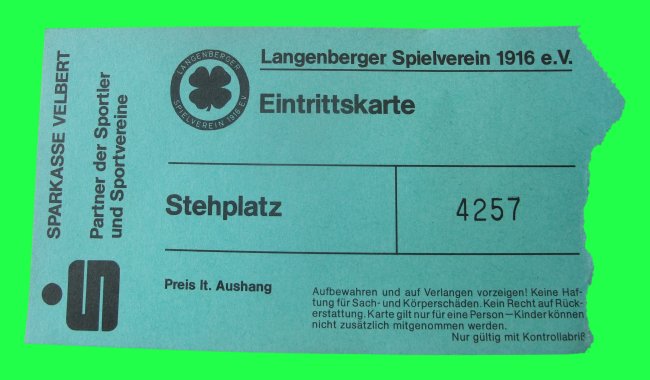 SPARKASSE VELBERT
Partner der Sportler
und Sportvereine
LANGENBERGER
SPIELVEREIN 1916 E.V.
Langenberger Spielverein 1916 e.V.
Eintrittskarte
Stehplatz
4257
Preis lt. Aushang
Aufbewahren und auf Verlangen vorzeigen! Keine Haf-
tung für Sach- und Körperschäden. Kein Recht auf Rück-
erstattung. Karte gilt nur für eine Person – Kinder können
nicht zusätzlich mitgenommen werden.
Nur gültig mit Kontrollabriß